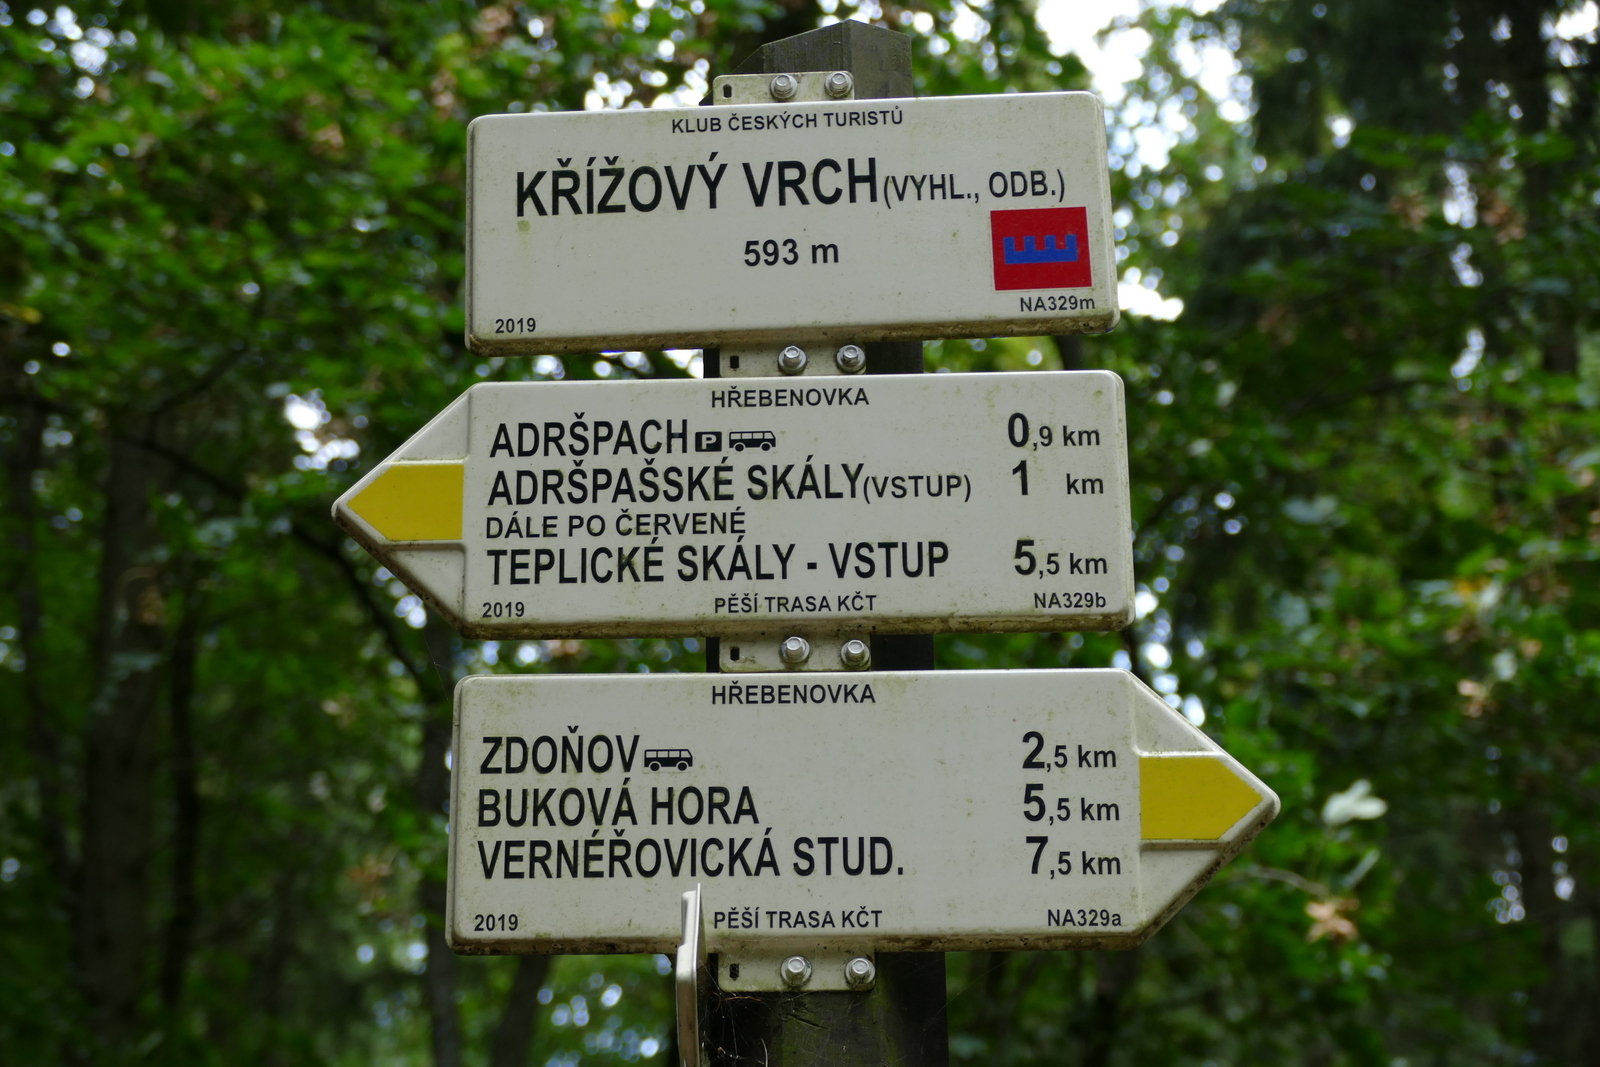 KLUB ČESKÝCH TURISTŮ
KŘÍŽOVÝ VRCH (VYHL., ODB.)
593 m
2019 NA329m
HŘEBENOVKA
ADRŠPACH P 0,9 km
ADRŠPAŠSKÉ SKÁLY (VSTUP) 1 km
DÁLE PO ČERVENÉ
TEPLICKÉ SKÁLY - VSTUP 5,5 km
2019 PĚŠÍ TRASA KČT NA329b
HŘEBENOVKA
ZDOŇOV 2,5 km
BUKOVÁ HORA 5,5 km
VERNÉŘOVICKÁ STUD. 7,5 km
2019 PĚŠÍ TRASA KČT NA329a